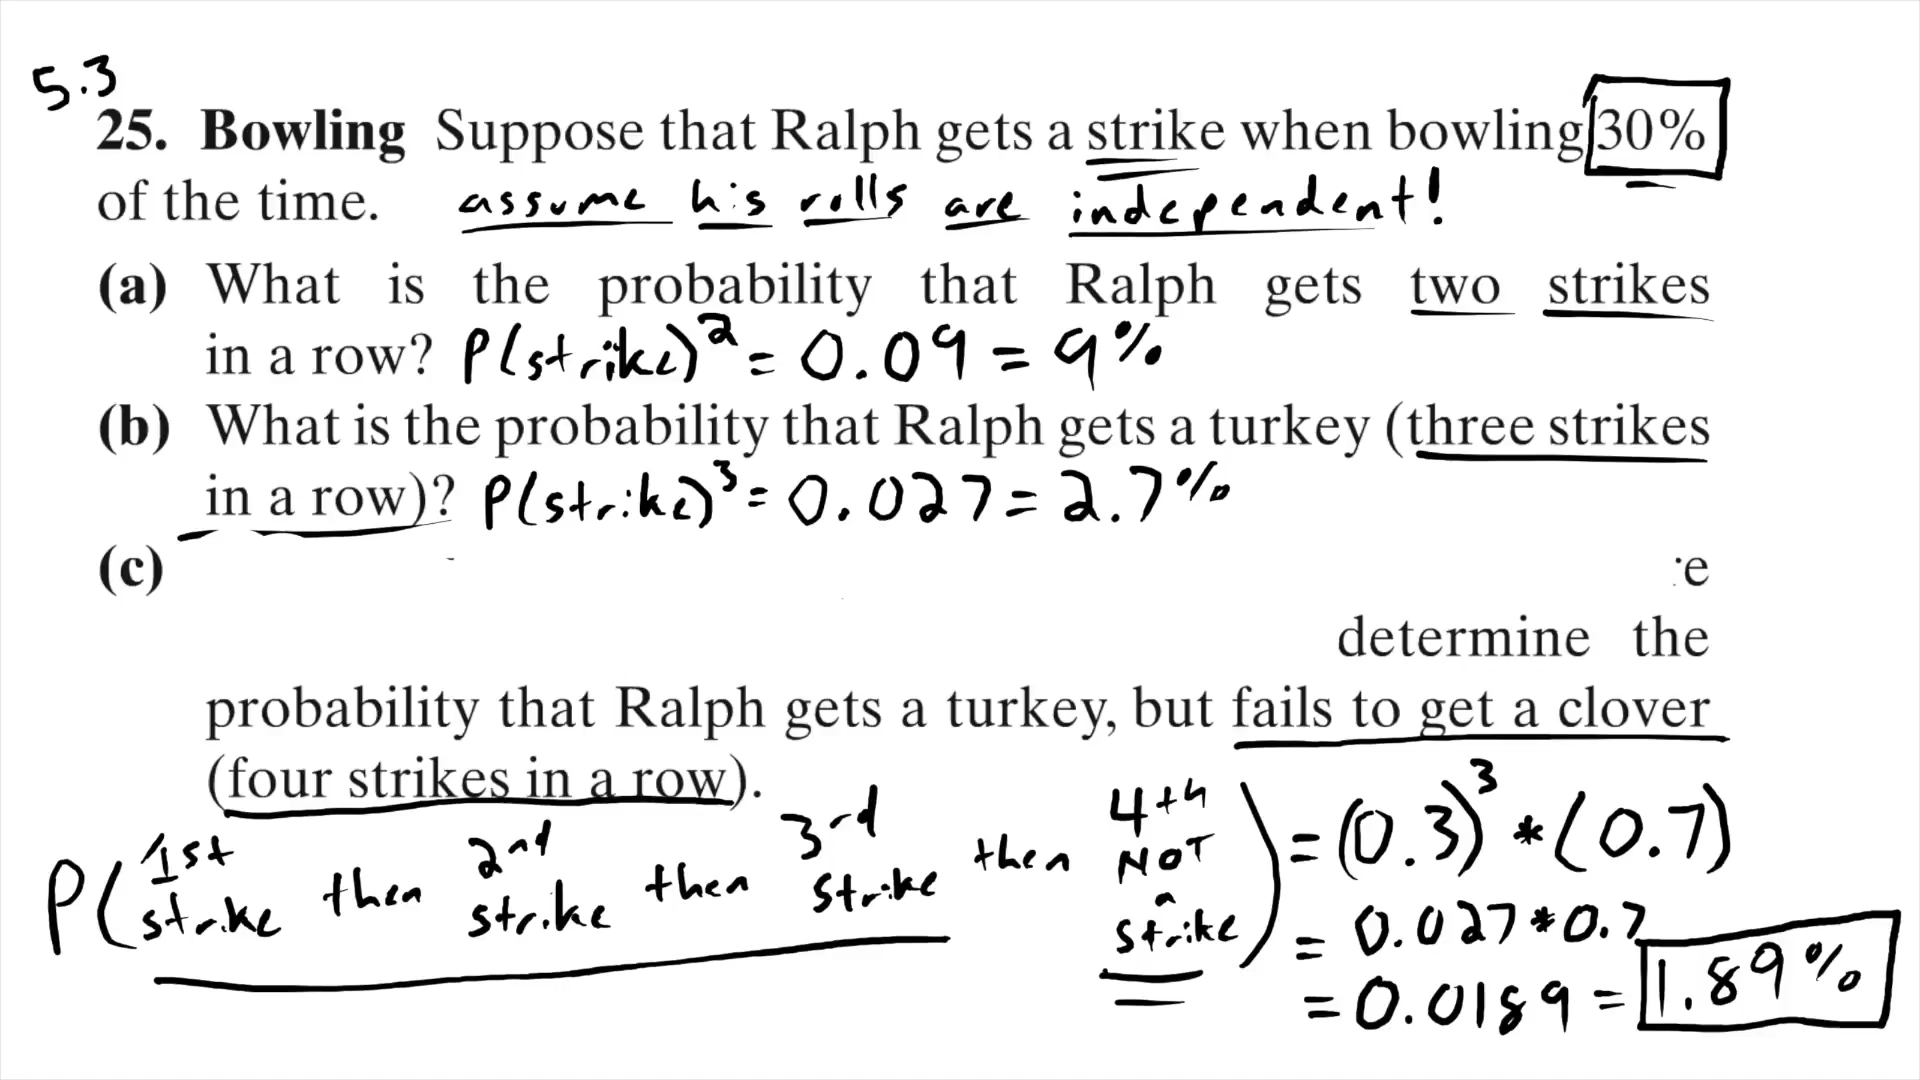 5.3
25. Bowling Suppose that Ralph gets a strike when bowling 30%
of the time. assume his rolls are independent!
(a) What is the probability that Ralph gets two strikes
in a row? P(strike)² = 0.09 = 9%
(b) What is the probability that Ralph gets a turkey (three strikes
in a row)? P(strike)³ = 0.027 = 2.7%
(c) e
determine the
probability that Ralph gets a turkey, but fails to get a clover
(four strikes in a row).
P(1st strike then 2nd strike then 3rd strike then 4th NOT a strike) = (0.3)³ * (0.7)
= 0.027 * 0.7
= 0.0189 = 1.89%